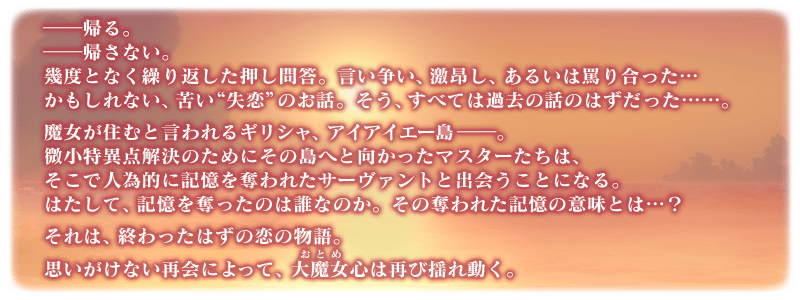 ――帰る。
――帰さない。
幾度となく繰り返した押し問答。言い争い、激昂し、あるいは罵り合った…
かもしれない、苦い“失恋”のお話。そう、すべては過去の話のはずだった……。
魔女が住むと言われるギリシャ、アイアイエー島――。
微小特異点解決のためにその島へと向かったマスターたちは、
そこで人為的に記憶を奪われたサーヴァントと出会うことになる。
はたして、記憶を奪ったのは誰なのか。その奪われた記憶の意味とは…？
それは、終わったはずの恋の物語。
おとめ
思いがけない再会によって、大魔女心は再び揺れ動く。